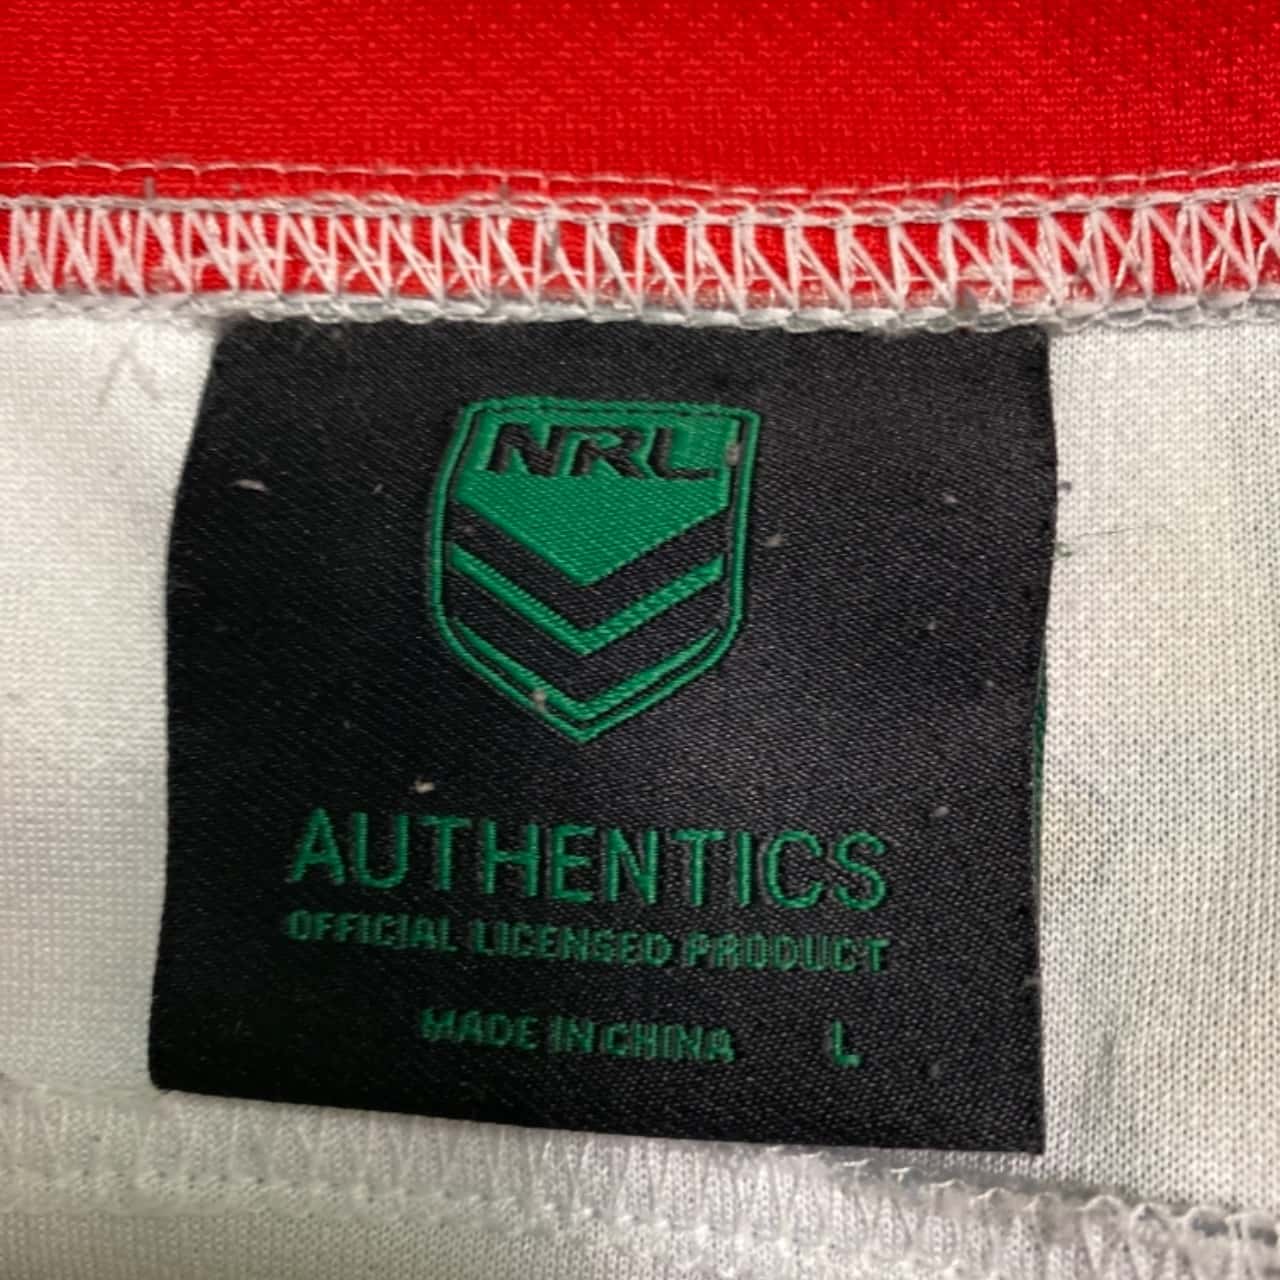 NRL
AUTHENTICS
OFFICIAL LICENSED PRODUCT
MADE IN CHINA L